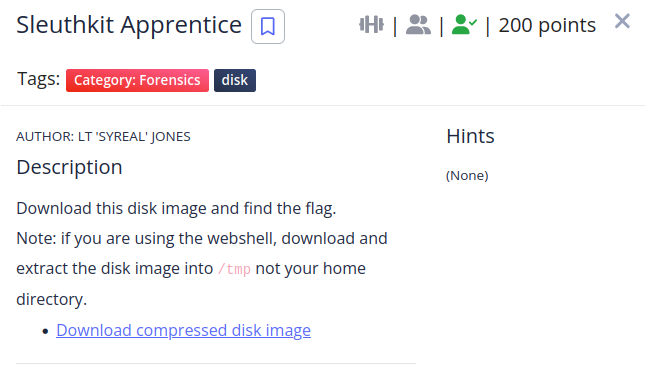 Sleuthkit Apprentice | | | 200 points ×
Tags: Category: Forensics disk
AUTHOR: LT 'SYREAL' JONES
Description
Download this disk image and find the flag.
Note: if you are using the webshell, download and
extract the disk image into /tmp not your home
directory.
• Download compressed disk image
Hints
(None)